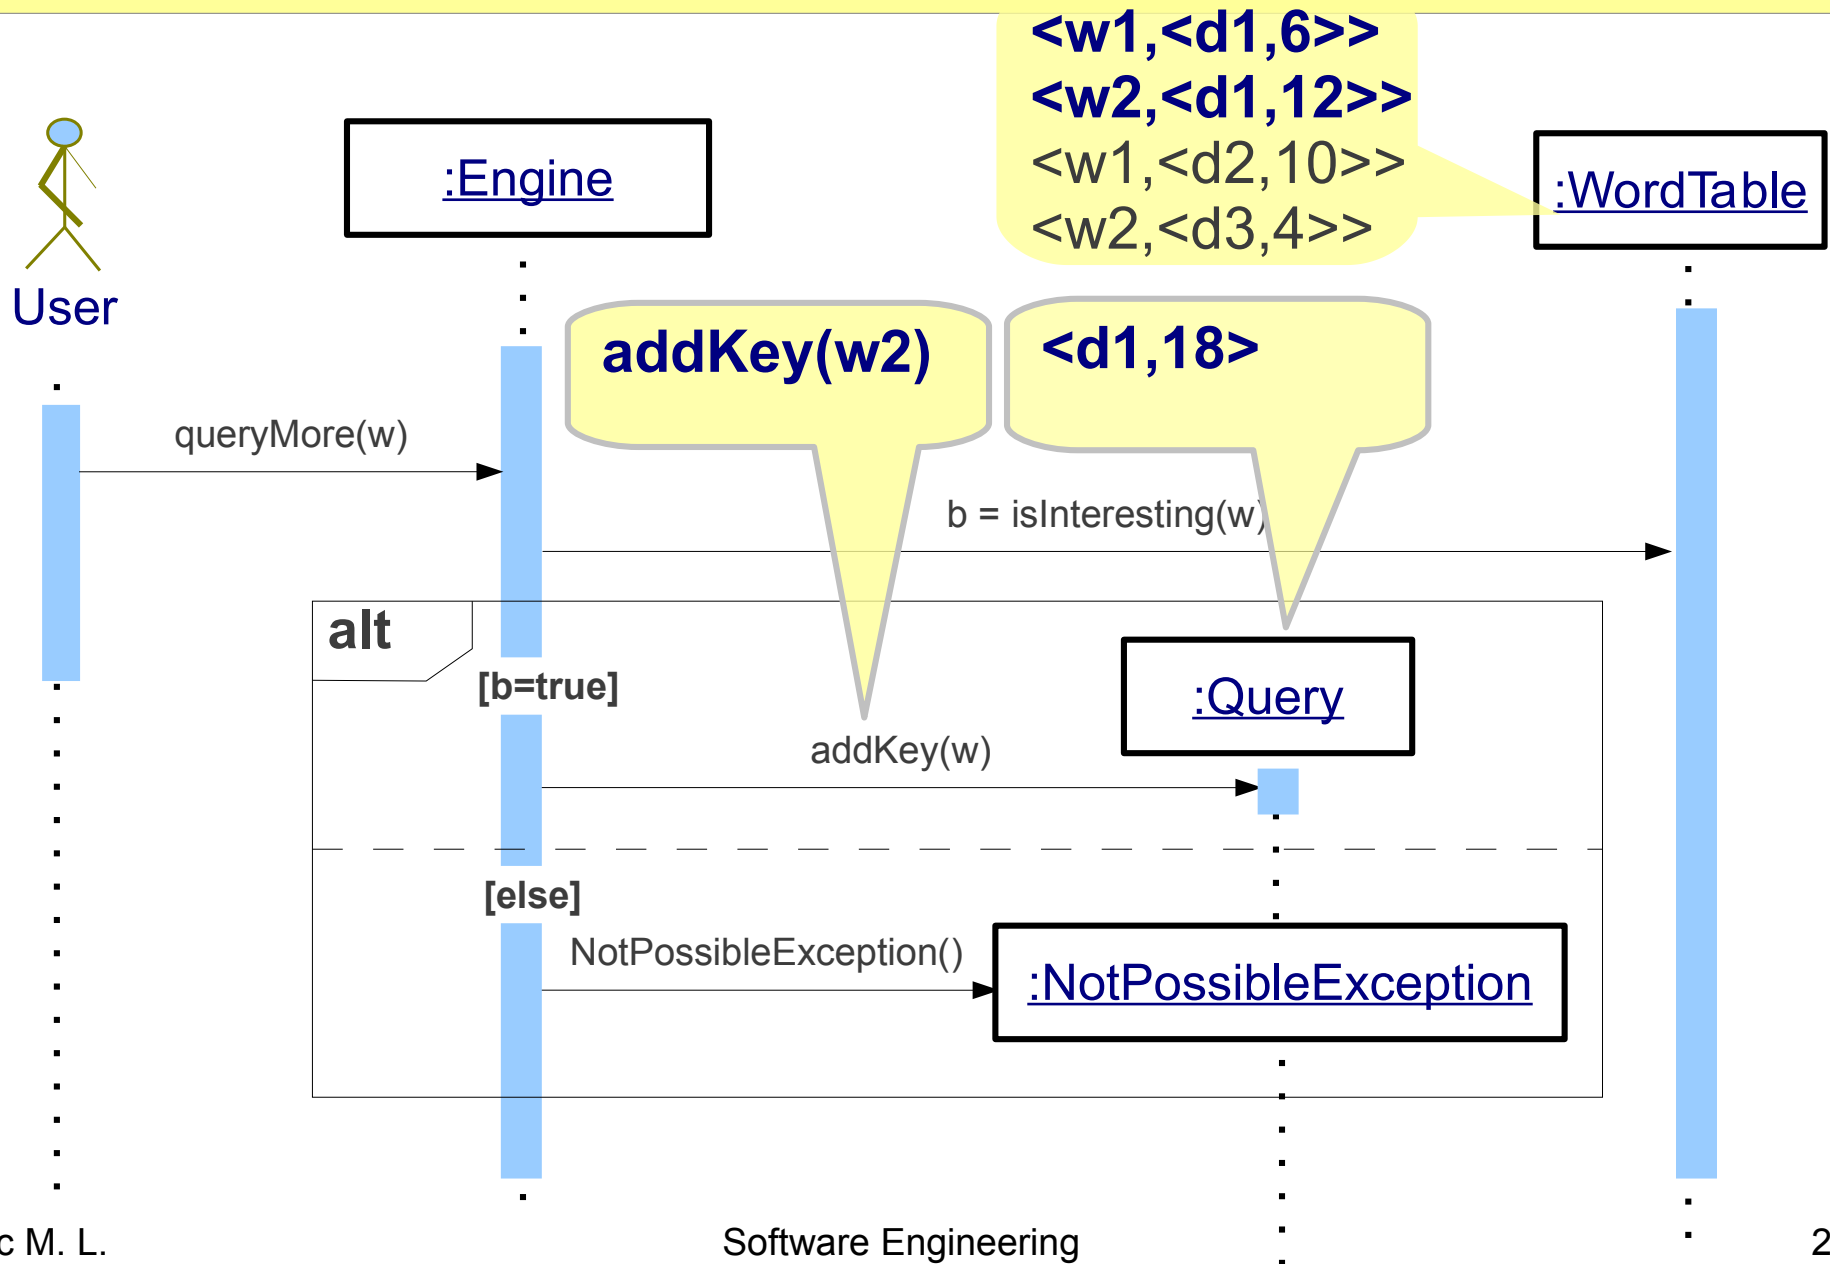 <w1,<d1,6>>
<w2,<d1,12>>
<w1,<d2,10>>
<w2,<d3,4>>
:Engine
:WordTable
User
addKey(w2)
<d1,18>
queryMore(w)
b = isInteresting(w)
alt
[b=true]
:Query
addKey(w)
[else]
NotPossibleException()
:NotPossibleException
c M. L.
Software Engineering
2